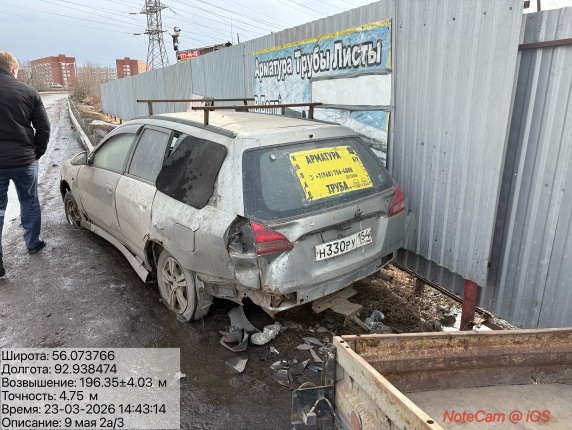 Арматура Трубы Листы
АРМАТУРА
ТРУБА
Н330РУ 154
Широта: 56.073766
Долгота: 92.938474
Возвышение: 196.35±4.03 м
Точность: 4.75 м
Время: 23-03-2026 14:43:14
Описание: 9 мая 2а/3
NoteCam @ iOS